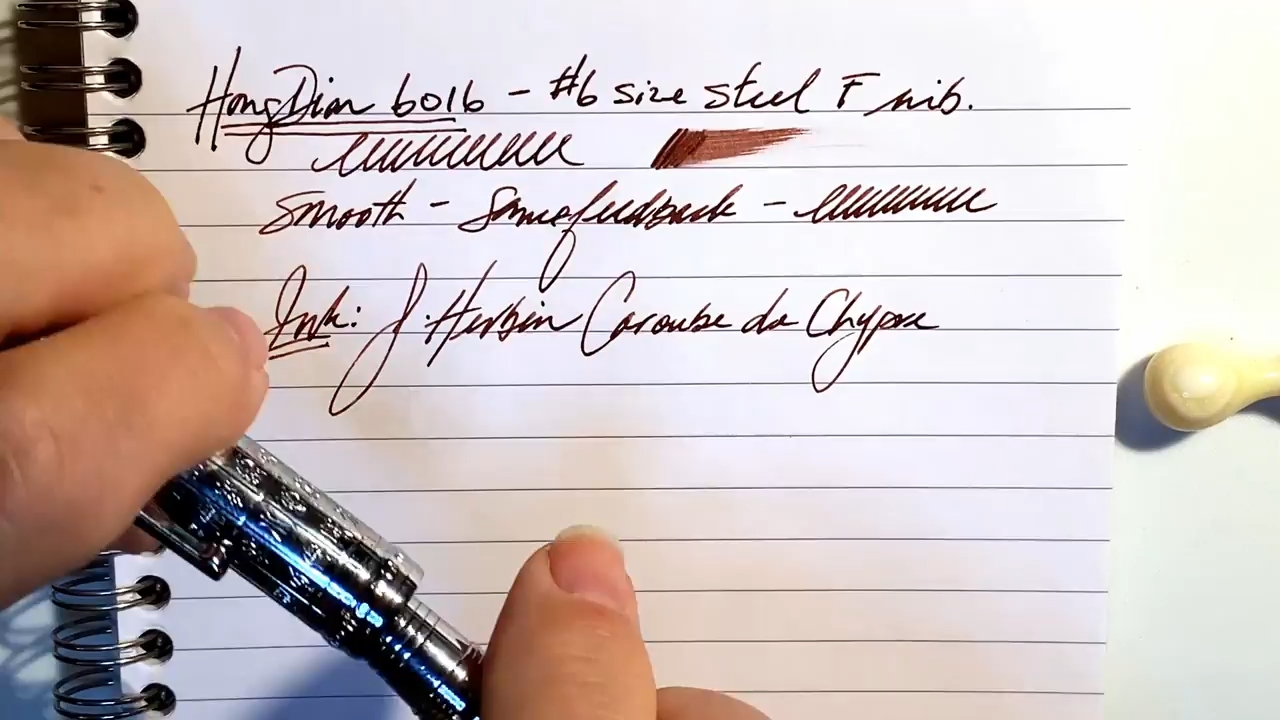 HongDian 6016 - #6 size steel F nib.
Smooth - Some feedback -
Ink: J. Herbin Caroube de Chypre